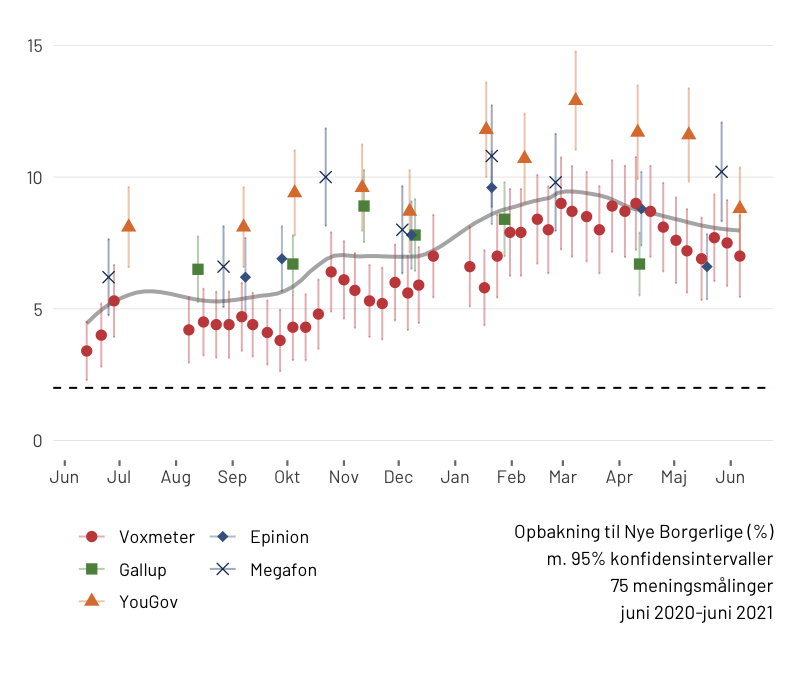 15
10
5
0
Jun Jul Aug Sep Okt Nov Dec Jan Feb Mar Apr Maj Jun
Voxmeter Epinion
Gallup Megafon
YouGov
Opbakning til Nye Borgerlige (%)
m. 95% konfidensintervaller
75 meningsmålinger
juni 2020-juni 2021